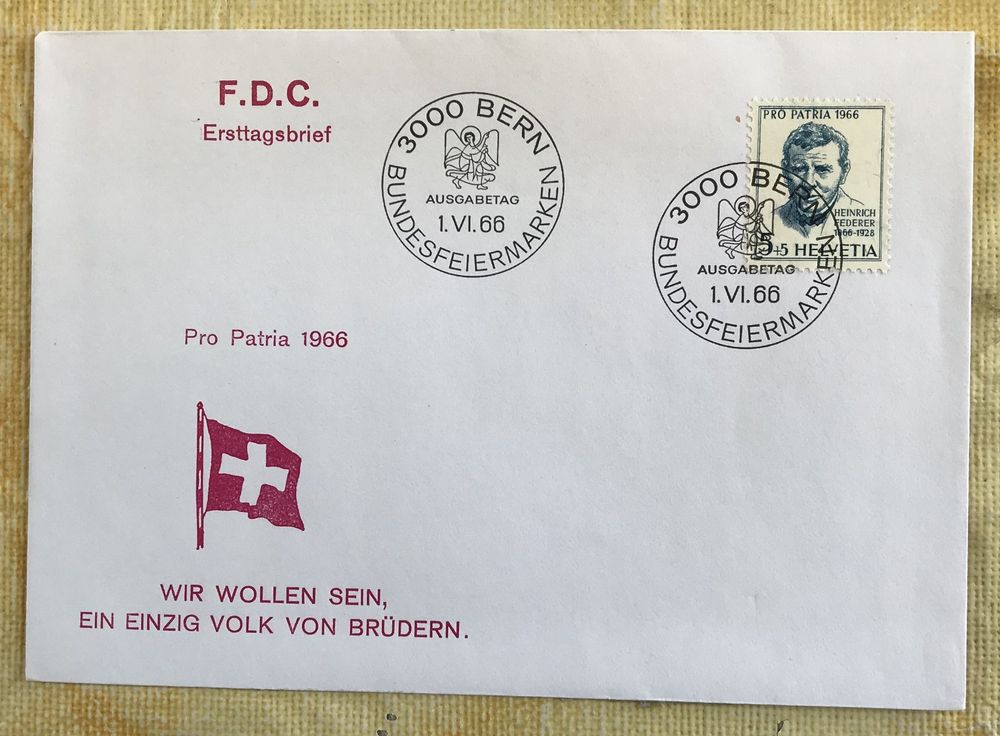 F.D.C.
Ersttagsbrief
3000 BERN
AUSGABETAG
1.VI.66
BUNDESFEIERMARKEN
PRO PATRIA 1966
HEINRICH
FEDERER
1866-1928
5+5 HELVETIA
3000 BERN
AUSGABETAG
1.VI.66
BUNDESFEIERMARKEN
Pro Patria 1966
WIR WOLLEN SEIN,
EIN EINZIG VOLK VON BRÜDERN.